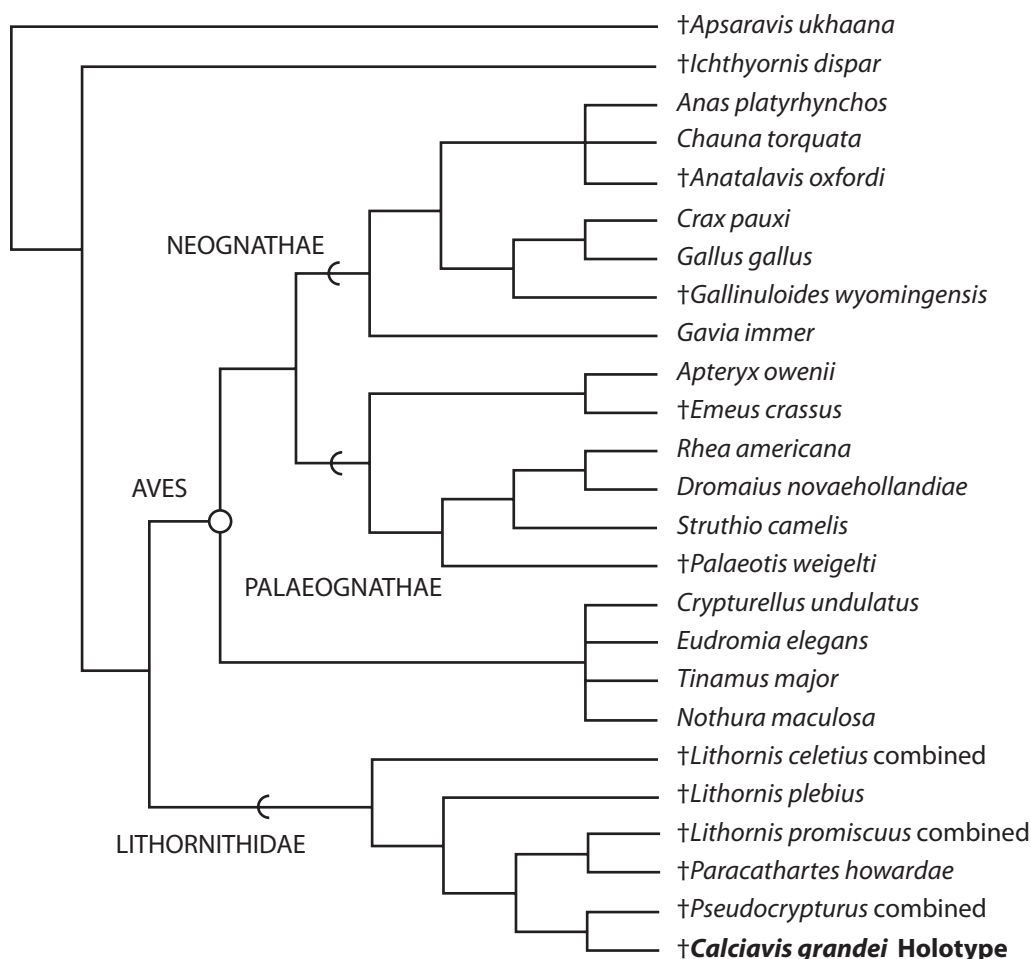 †Apsaravis ukhaana
†Ichthyornis dispar
Anas platyrhynchos
Chauna torquata
†Anatalavis oxfordi
Crax pauxi
NEOGNATHAE
Gallus gallus
†Gallinuloides wyomingensis
Gavia immer
Apteryx owenii
†Emeus crassus
Rhea americana
AVES
Dromaius novaehollandiae
Struthio camelis
†Palaeotis weigelti
PALAEOGNATHAE
Crypturellus undulatus
Eudromia elegans
Tinamus major
Nothura maculosa
†Lithornis celetius combined
†Lithornis plebius
†Lithornis promiscuus combined
LITHORNITHIDAE
†Paracathartes howardae
†Pseudocrypturus combined
†Calciavis grandei Holotype